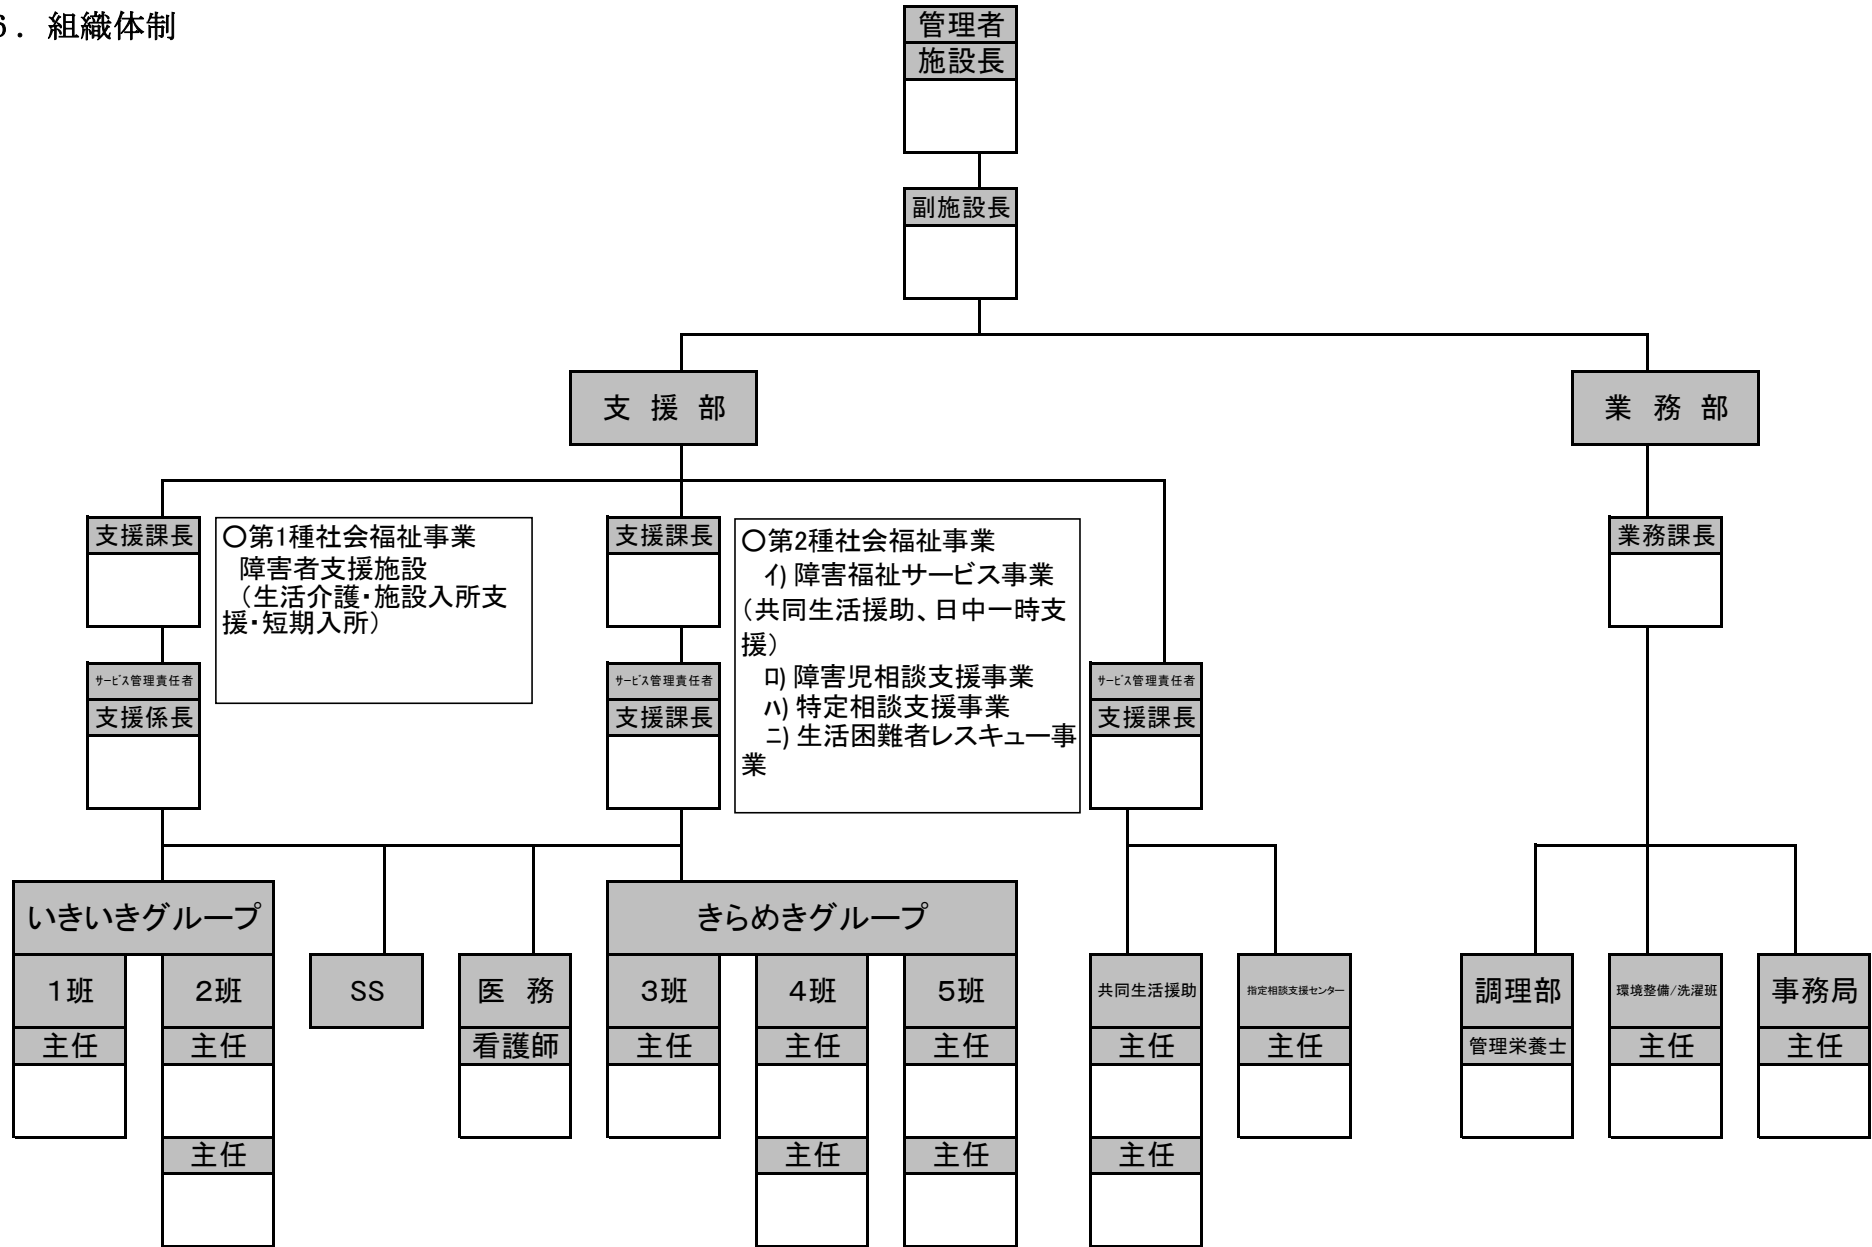 6．組織体制
管理者
施設長
副施設長
支　援　部
業　務　部
支援課長
〇第1種社会福祉事業
障害者支援施設
（生活介護・施設入所支
援・短期入所）
支援課長
〇第2種社会福祉事業
ｲ) 障害福祉サービス事業
（共同生活援助、日中一時支
援）
ﾛ) 障害児相談支援事業
ﾊ) 特定相談支援事業
ﾆ) 生活困難者レスキュー事
業
業務課長
ｻｰﾋﾞｽ管理責任者
支援係長
ｻｰﾋﾞｽ管理責任者
支援課長
ｻｰﾋﾞｽ管理責任者
支援課長
いきいきグループ
きらめきグループ
1班
2班
SS
医　務
3班
4班
5班
共同生活援助
指定相談支援センター
調理部
環境整備/洗濯班
事務局
主任
主任
看護師
主任
主任
主任
主任
主任
管理栄養士
主任
主任
主任
主任
主任
主任